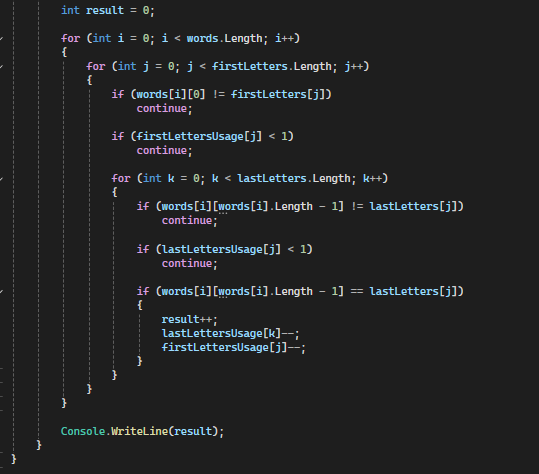 int result = 0;
for (int i = 0; i < words.Length; i++)
{
for (int j = 0; j < firstLetters.Length; j++)
{
if (words[i][0] != firstLetters[j])
continue;
if (firstLettersUsage[j] < 1)
continue;
for (int k = 0; k < lastLetters.Length; k++)
{
if (words[i][words[i].Length - 1] != lastLetters[j])
continue;
if (lastLettersUsage[j] < 1)
continue;
if (words[i][words[i].Length - 1] == lastLetters[j])
{
result++;
lastLettersUsage[k]--;
firstLettersUsage[j]--;
}
}
}
}
Console.WriteLine(result);
}
}